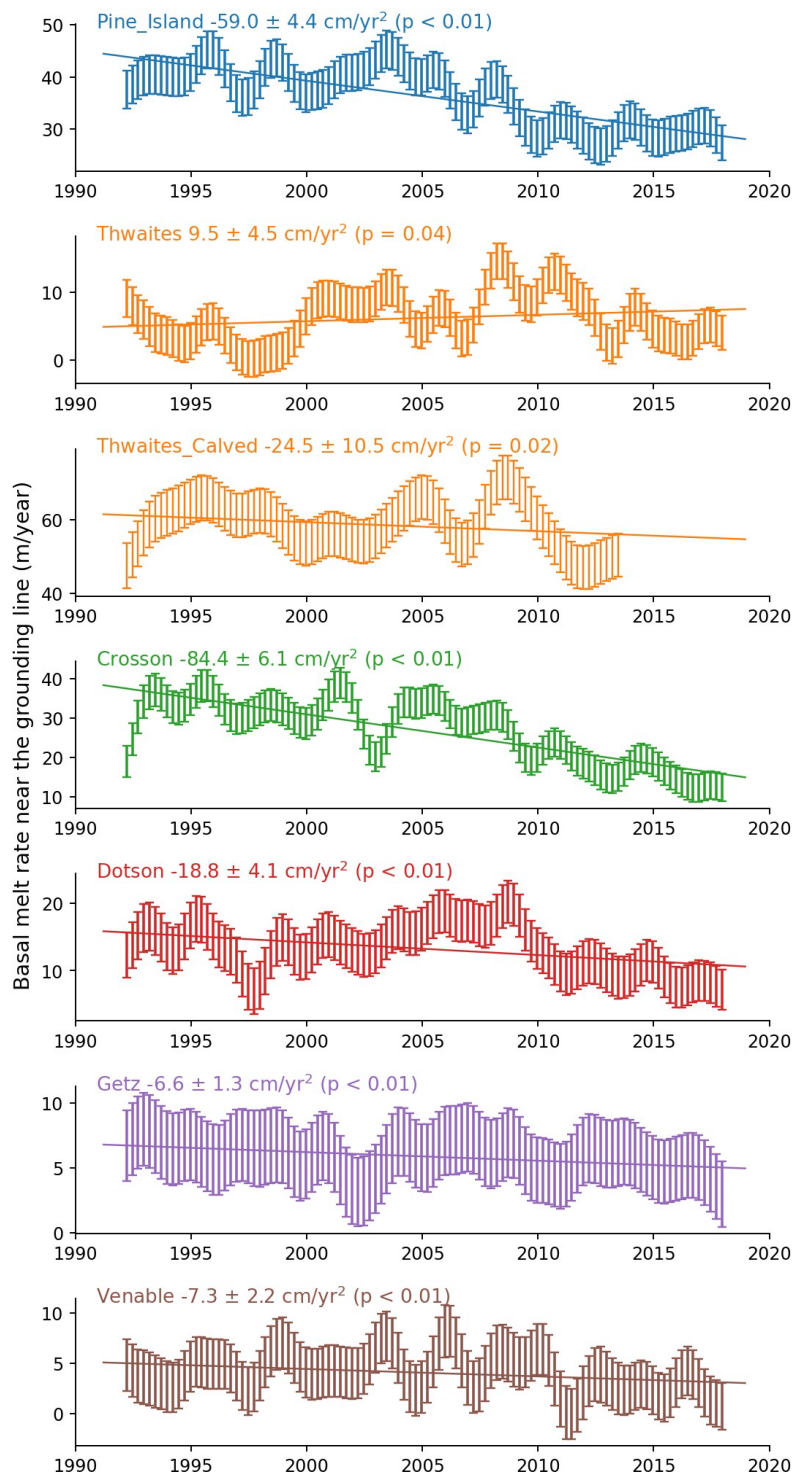 Basal melt rate near the grounding line (m/year)
Pine_Island -59.0 ± 4.4 cm/yr² (p < 0.01)
50
40
30
1990 1995 2000 2005 2010 2015 2020
Thwaites 9.5 ± 4.5 cm/yr² (p = 0.04)
10
0
1990 1995 2000 2005 2010 2015 2020
Thwaites_Calved -24.5 ± 10.5 cm/yr² (p = 0.02)
60
40
1990 1995 2000 2005 2010 2015 2020
Crosson -84.4 ± 6.1 cm/yr² (p < 0.01)
40
30
20
10
1990 1995 2000 2005 2010 2015 2020
Dotson -18.8 ± 4.1 cm/yr² (p < 0.01)
20
10
1990 1995 2000 2005 2010 2015 2020
Getz -6.6 ± 1.3 cm/yr² (p < 0.01)
10
5
0
1990 1995 2000 2005 2010 2015 2020
Venable -7.3 ± 2.2 cm/yr² (p < 0.01)
10
5
0
1990 1995 2000 2005 2010 2015 2020